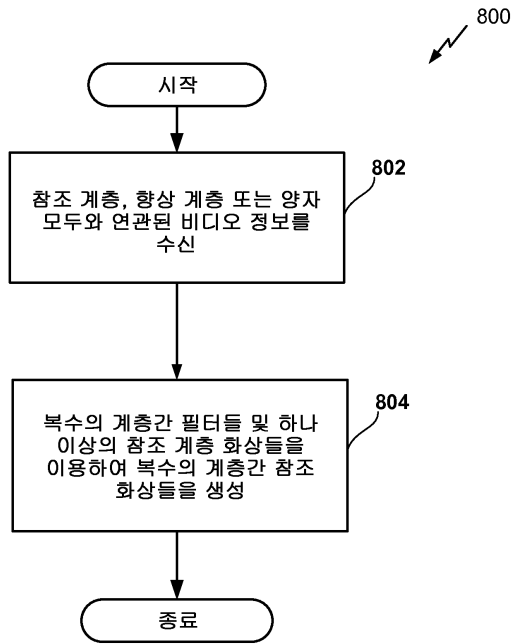 800
시작
802
참조 계층, 향상 계층 또는 양자
모두와 연관된 비디오 정보를
수신
804
복수의 계층간 필터들 및 하나
이상의 참조 계층 화상들을
이용하여 복수의 계층간 참조
화상들을 생성
종료